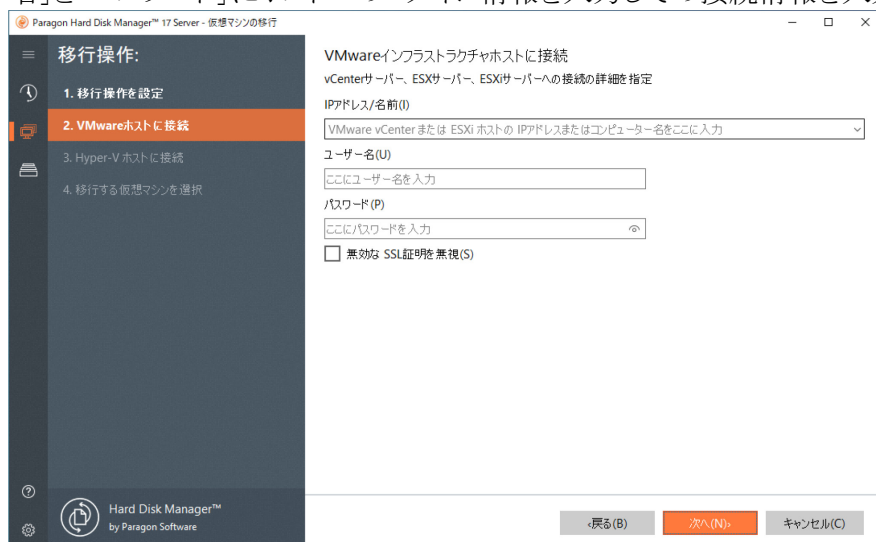 Paragon Hard Disk Manager™ 17 Server - 仮想マシンの移行
移行操作:
1. 移行操作を設定
2. VMwareホストに接続
3. Hyper-V ホストに接続
4. 移行する仮想マシンを選択
VMwareインフラストラクチャホストに接続
vCenterサーバー、ESXサーバー、ESXiサーバーへの接続の詳細を指定
IPアドレス/名前(I)
VMware vCenter または ESXi ホストの IPアドレスまたはコンピューター名をここに入力
ユーザー名(U)
ここにユーザー名を入力
パスワード(P)
ここにパスワードを入力
無効な SSL証明を無視(S)
Hard Disk Manager™
by Paragon Software
‹戻る(B)
次へ(N)›
キャンセル(C)